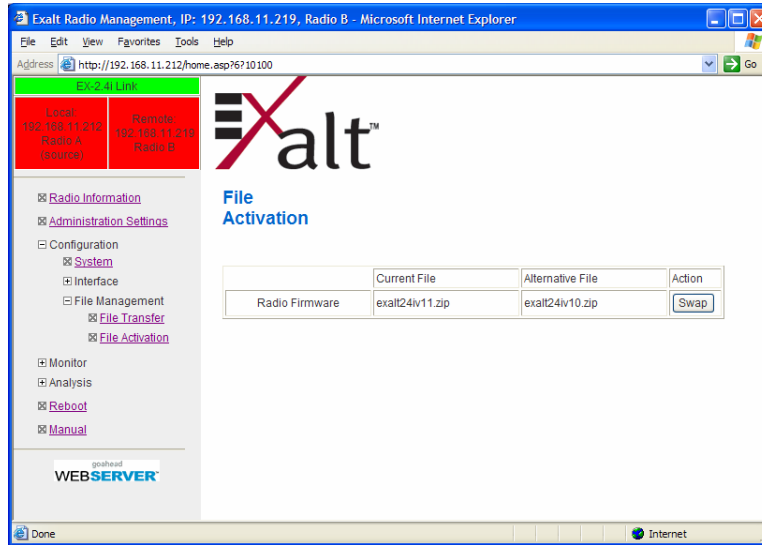 Exalt Radio Management, IP: 192.168.11.219, Radio B - Microsoft Internet Explorer
File Edit View Favorites Tools Help
Address http://192.168.11.212/home.asp?6?10100 Go
EX-2.4i Link
Local:
192.168.11.212
Radio A
(source)
Remote:
192.168.11.219
Radio B
Exalt™
Radio Information
Administration Settings
Configuration
System
Interface
File Management
File Transfer
File Activation
Monitor
Analysis
Reboot
Manual
goahead
WEBSERVER
File
Activation
Current File Alternative File Action
Radio Firmware exalt24iv11.zip exalt24iv10.zip Swap
Done Internet